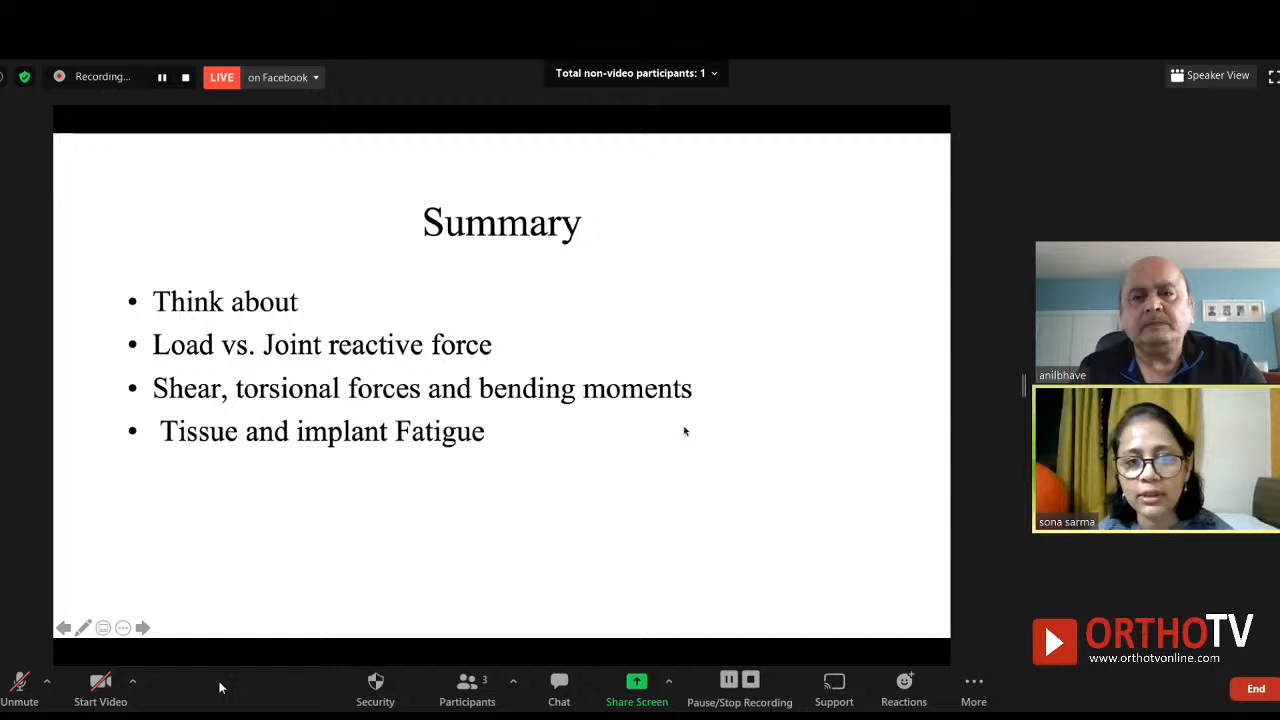 Recording...
LIVE on Facebook
Total non-video participants: 1
Speaker View
Summary
• Think about
• Load vs. Joint reactive force
• Shear, torsional forces and bending moments
• Tissue and implant Fatigue
anilbhave
sona sarma
ORTHOTV
www.orthotvonline.com
Unmute
Start Video
Security
Participants
3
Chat
Share Screen
Pause/Stop Recording
Support
Reactions
More
End